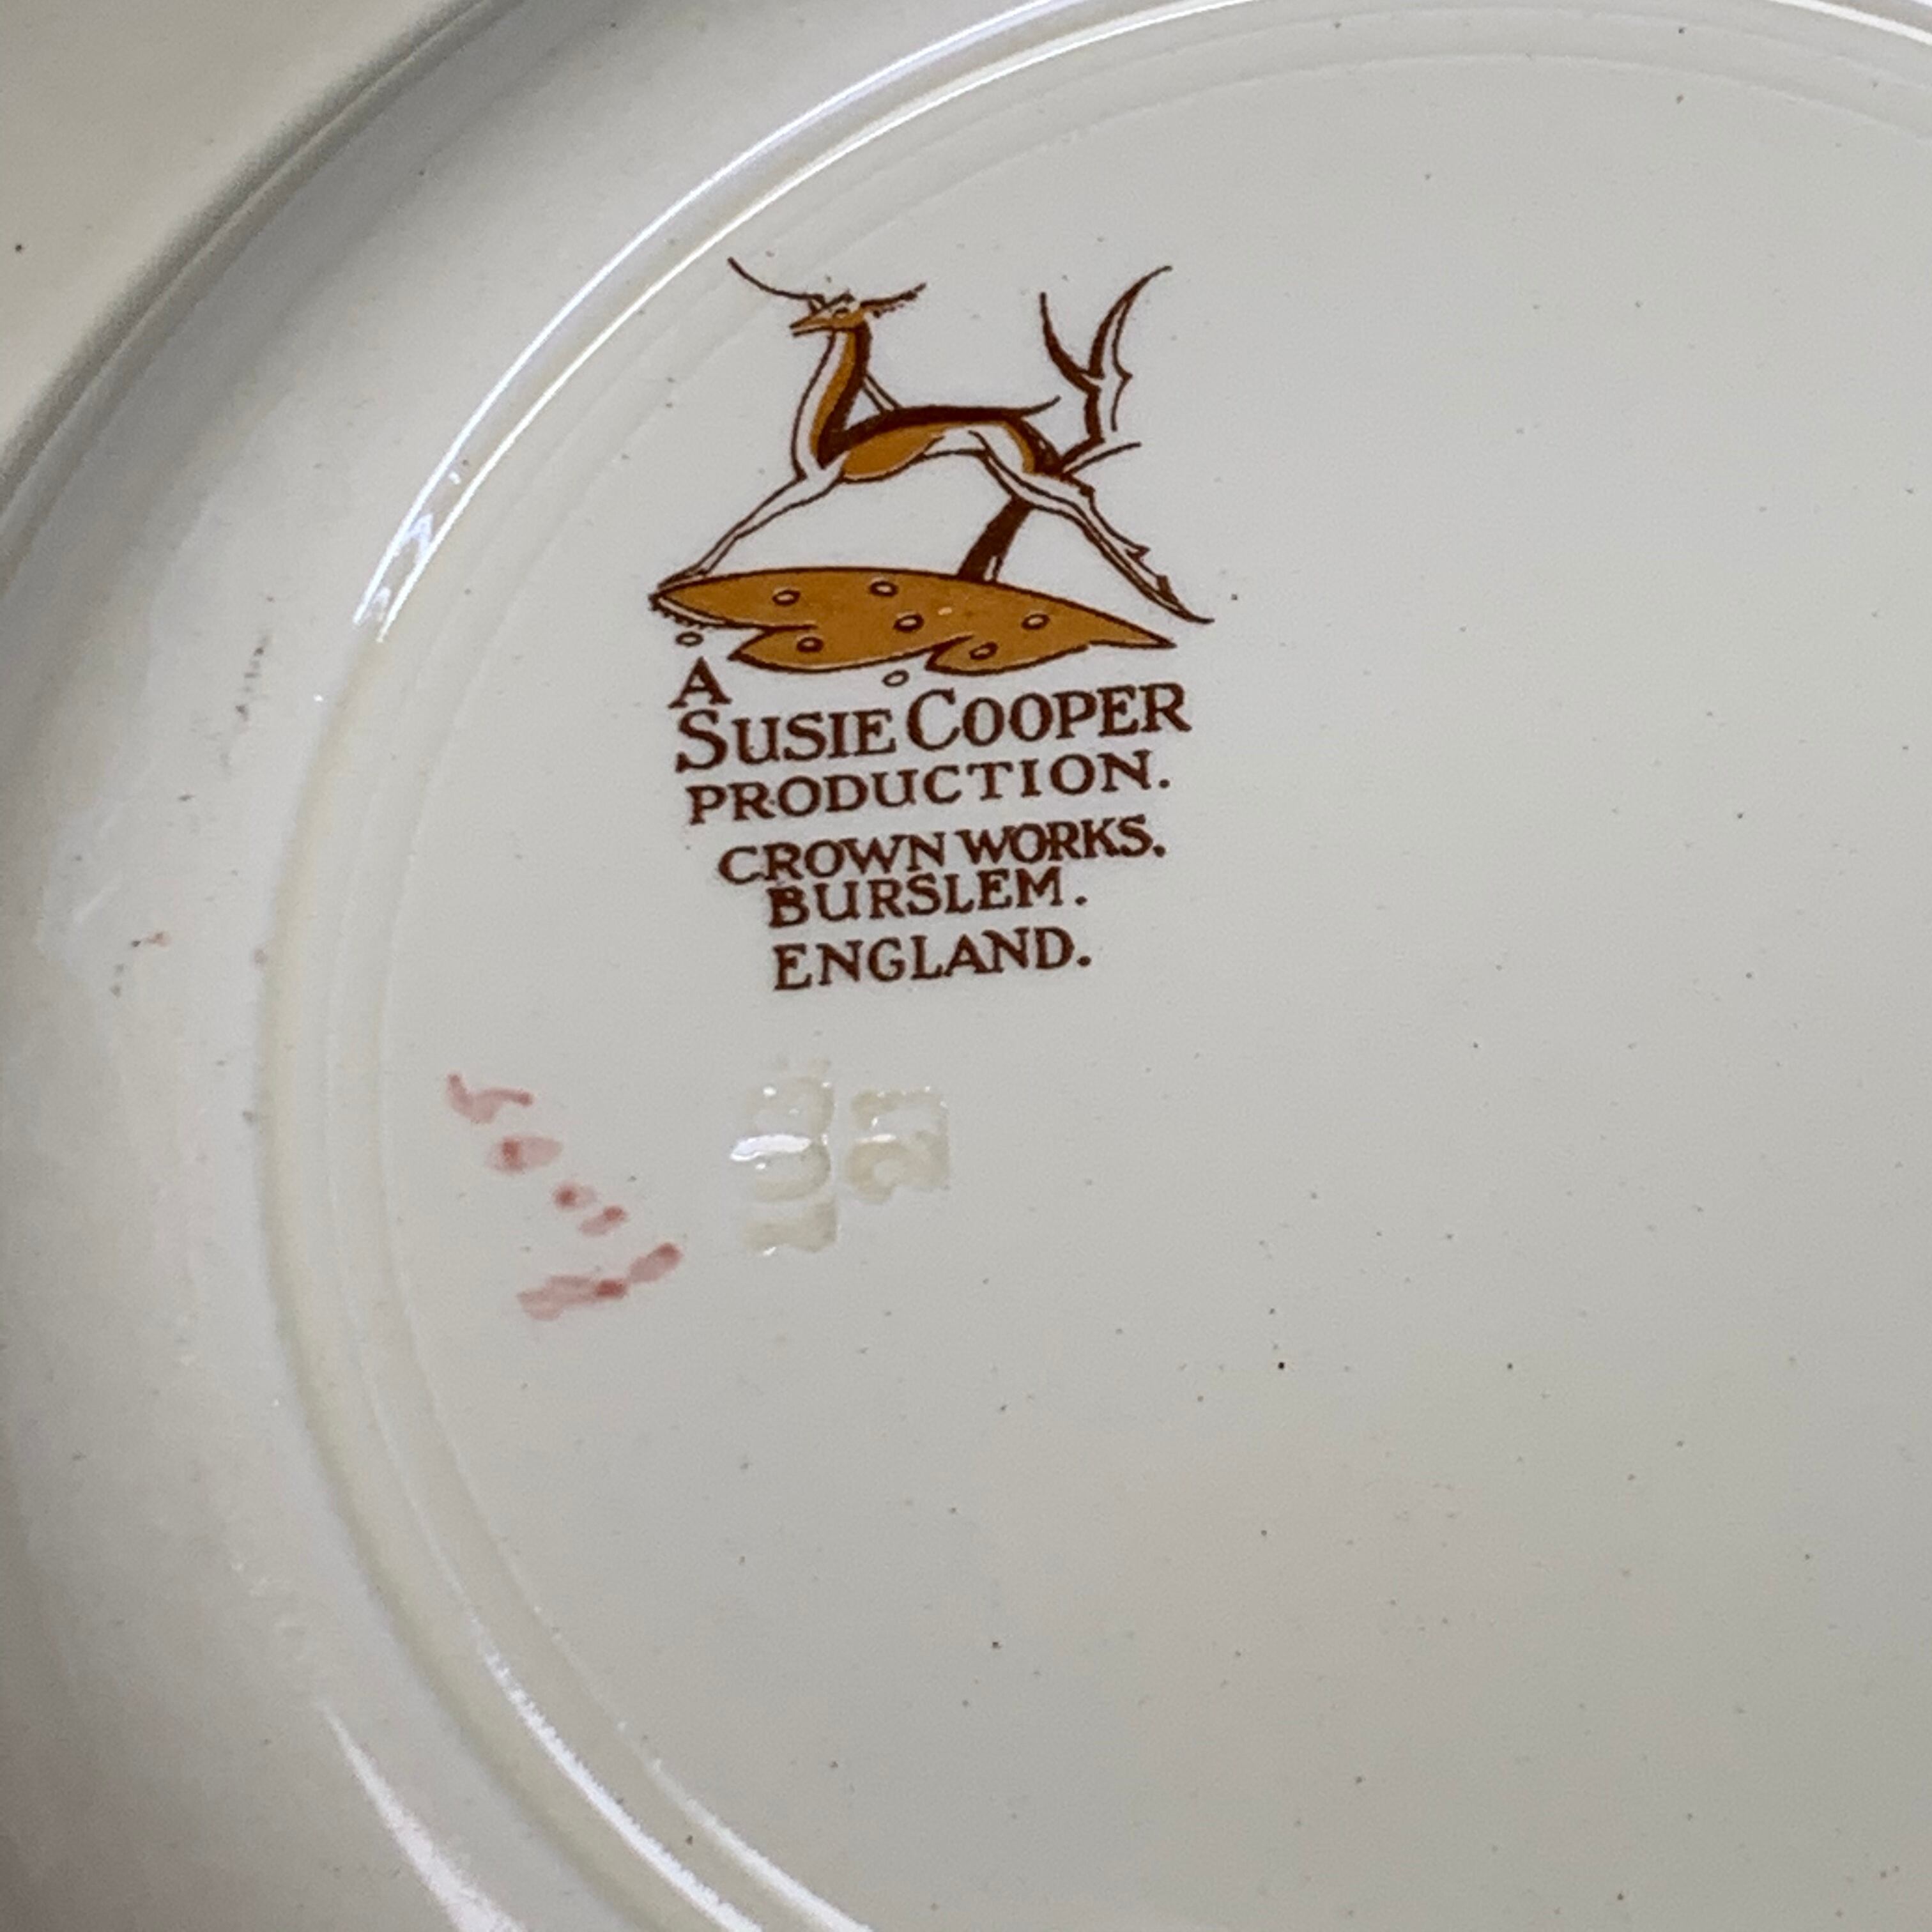 A
SUSIE COOPER
PRODUCTION.
CROWN WORKS.
BURSLEM.
ENGLAND.